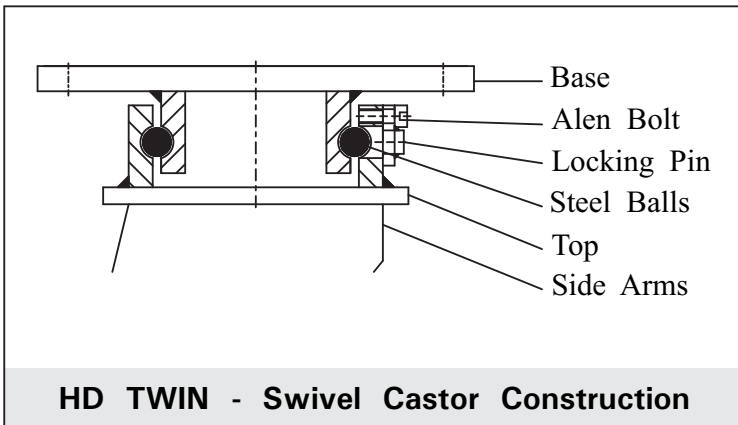 Base
Alen Bolt
Locking Pin
Steel Balls
Top
Side Arms
HD TWIN - Swivel Castor Construction